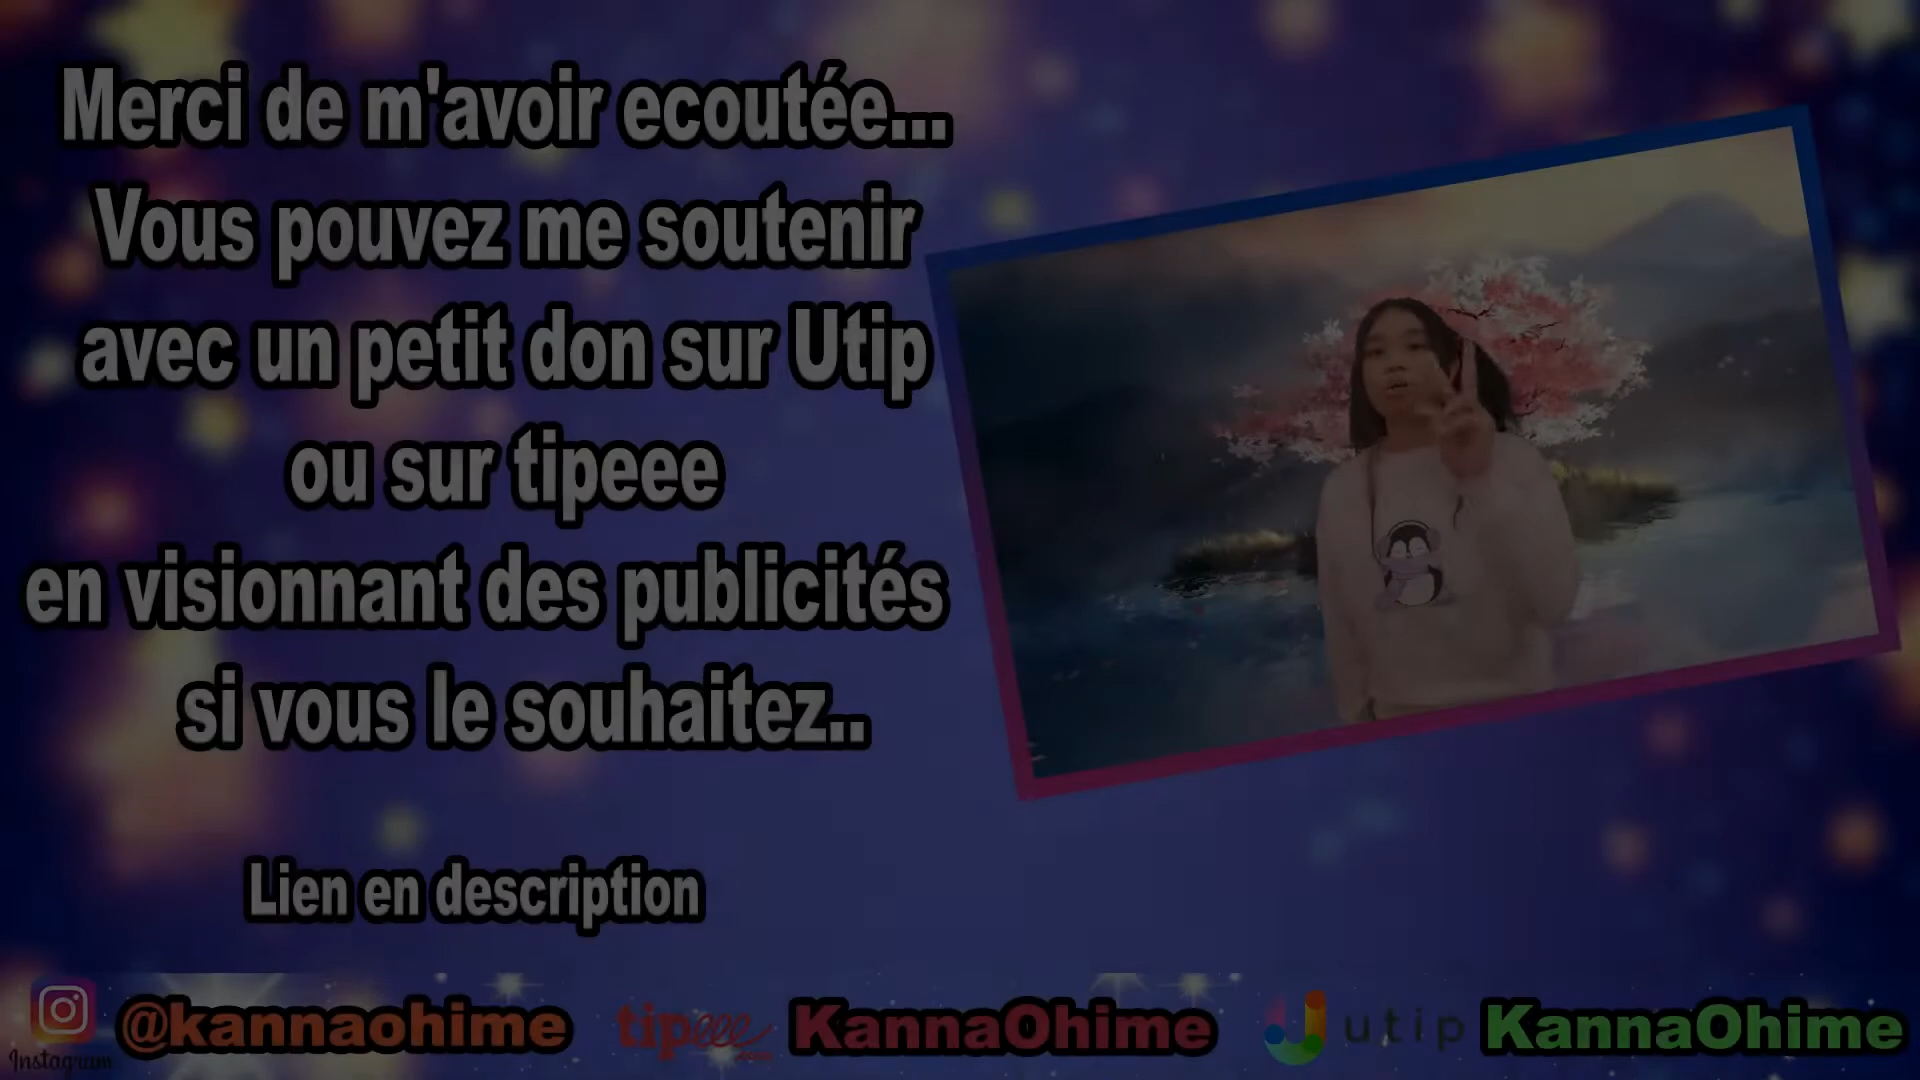 Merci de m'avoir ecoutée...
Vous pouvez me soutenir
avec un petit don sur Utip
ou sur tipeee
en visionnant des publicités
si vous le souhaitez..
Lien en description
Instagram @kannaohime tipeee.com KannaOhime utip KannaOhime